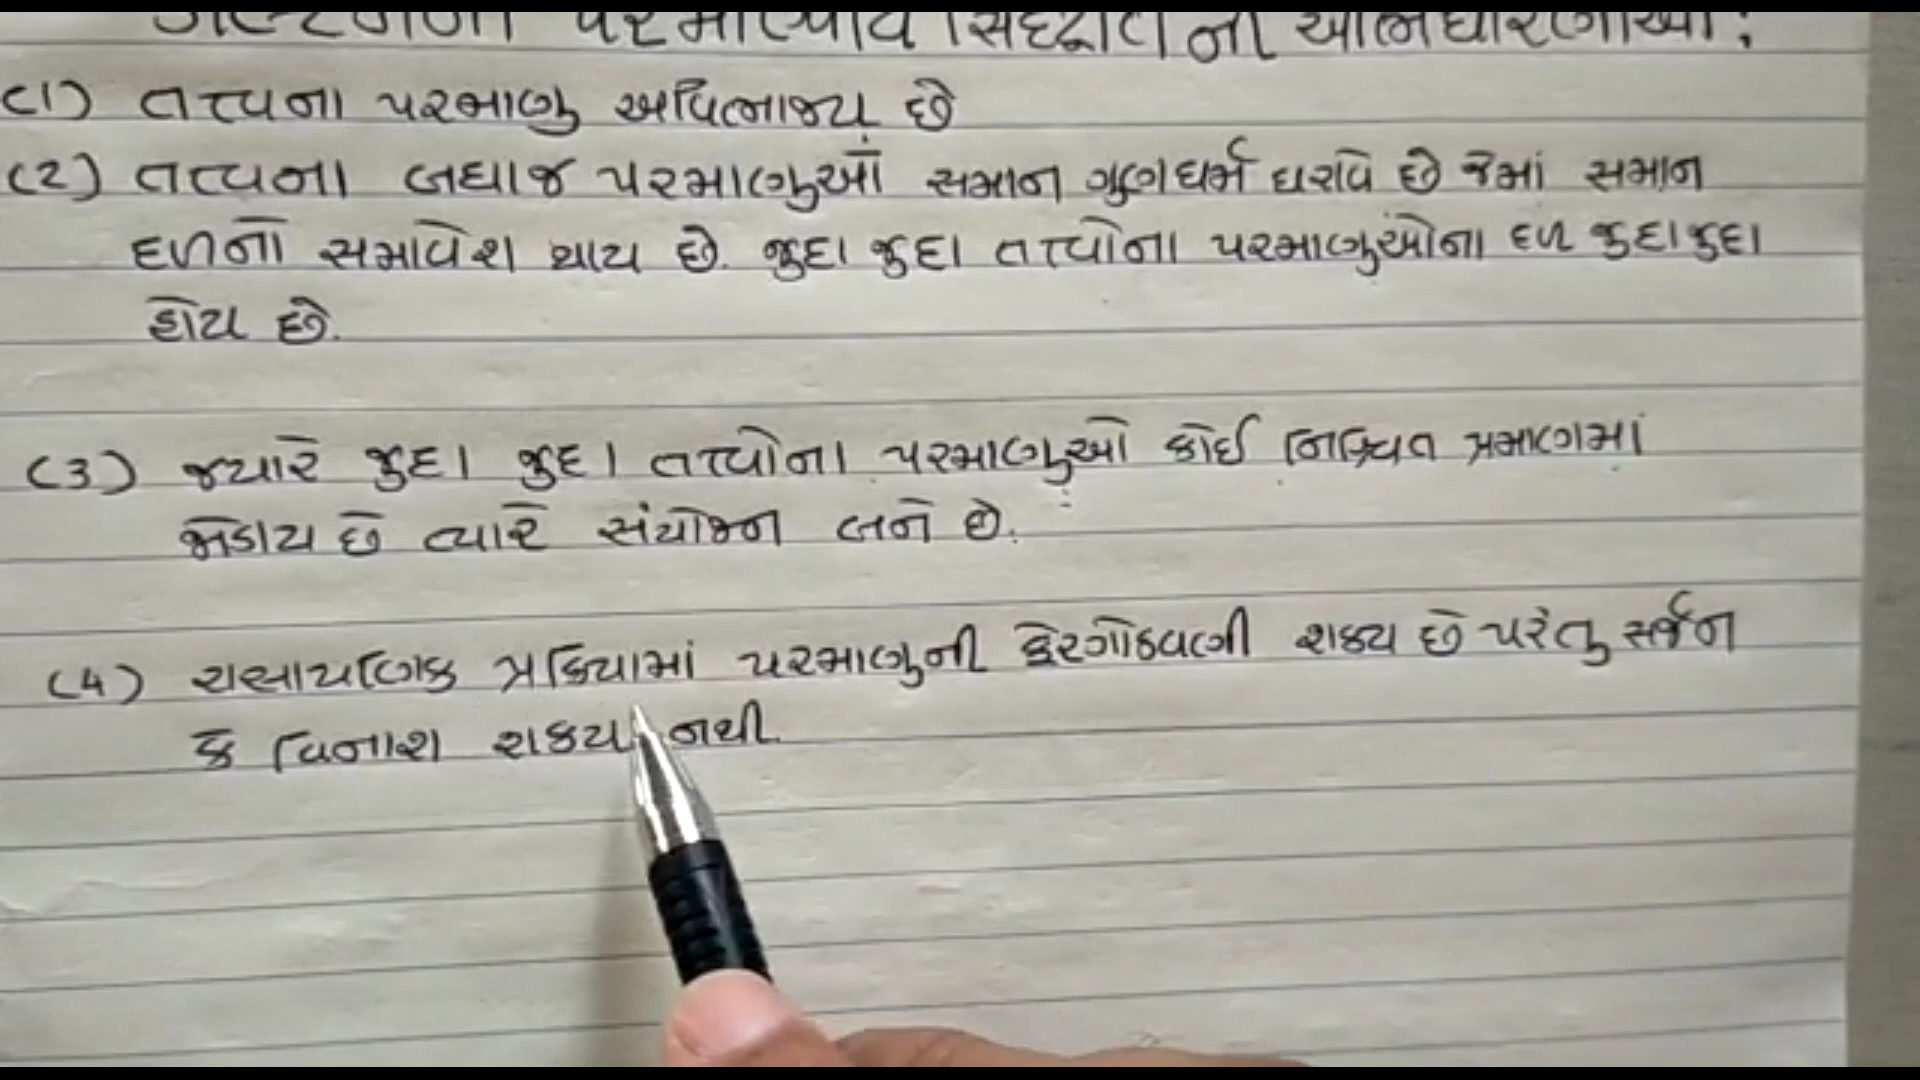 પરમાણ્વીય સિદ્ધાંતની અભિધારણાઓ :
(1) તત્ત્વના પરમાણુ અવિભાજ્ય છે
(2) તત્ત્વના બધાજ પરમાણુઓ સમાન ગુણધર્મ ધરાવે છે જેમાં સમાન
દળનો સમાવેશ થાય છે. જુદા જુદા તત્ત્વોના પરમાણુઓના દળ જુદાજુદા
હોય છે.
(3) જ્યારે જુદા જુદા તત્ત્વોના પરમાણુઓ કોઈ નિશ્ચિત પ્રમાણમાં
જોડાય છે ત્યારે સંયોજન બને છે.
(4) રાસાયણિક પ્રક્રિયામાં પરમાણુની ફેરગોઠવણી શક્ય છે પરંતુ સર્જન
કે વિનાશ શક્ય નથી.